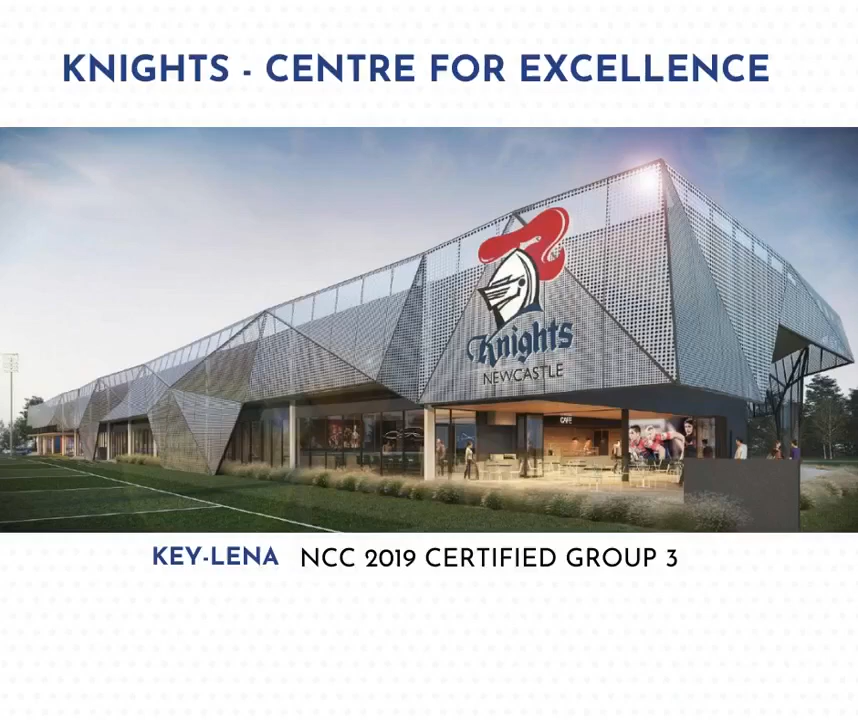 KNIGHTS - CENTRE FOR EXCELLENCE
Knights
NEWCASTLE
CAFE
KEY-LENA NCC 2019 CERTIFIED GROUP 3